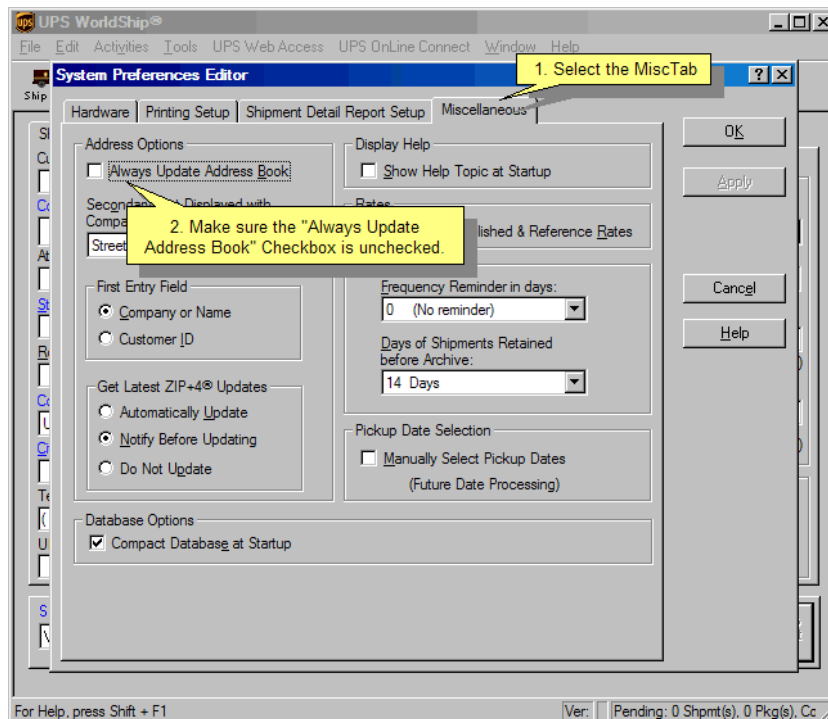 UPS WorldShip®
File Edit Activities Tools UPS Web Access UPS OnLine Connect Window Help
System Preferences Editor
1. Select the MiscTab
Ship
Hardware Printing Setup Shipment Detail Report Setup Miscellaneous
Address Options
Always Update Address Book
Display Help
Show Help Topic at Startup
OK
Apply
Cancel
Help
Displayed with
Rates
2. Make sure the "Always Update
Address Book" Checkbox is unchecked.
Street
& Reference Rates
First Entry Field
Company or Name
Customer ID
Frequency Reminder in days:
0 (No reminder)
Days of Shipments Retained
before Archive:
14 Days
Get Latest ZIP+4® Updates
Automatically Update
Notify Before Updating
Do Not Update
Pickup Date Selection
Manually Select Pickup Dates
(Future Date Processing)
Database Options
Compact Database at Startup
For Help, press Shift + F1
Ver:
Pending: 0 Shpmt(s), 0 Pkg(s), Cc